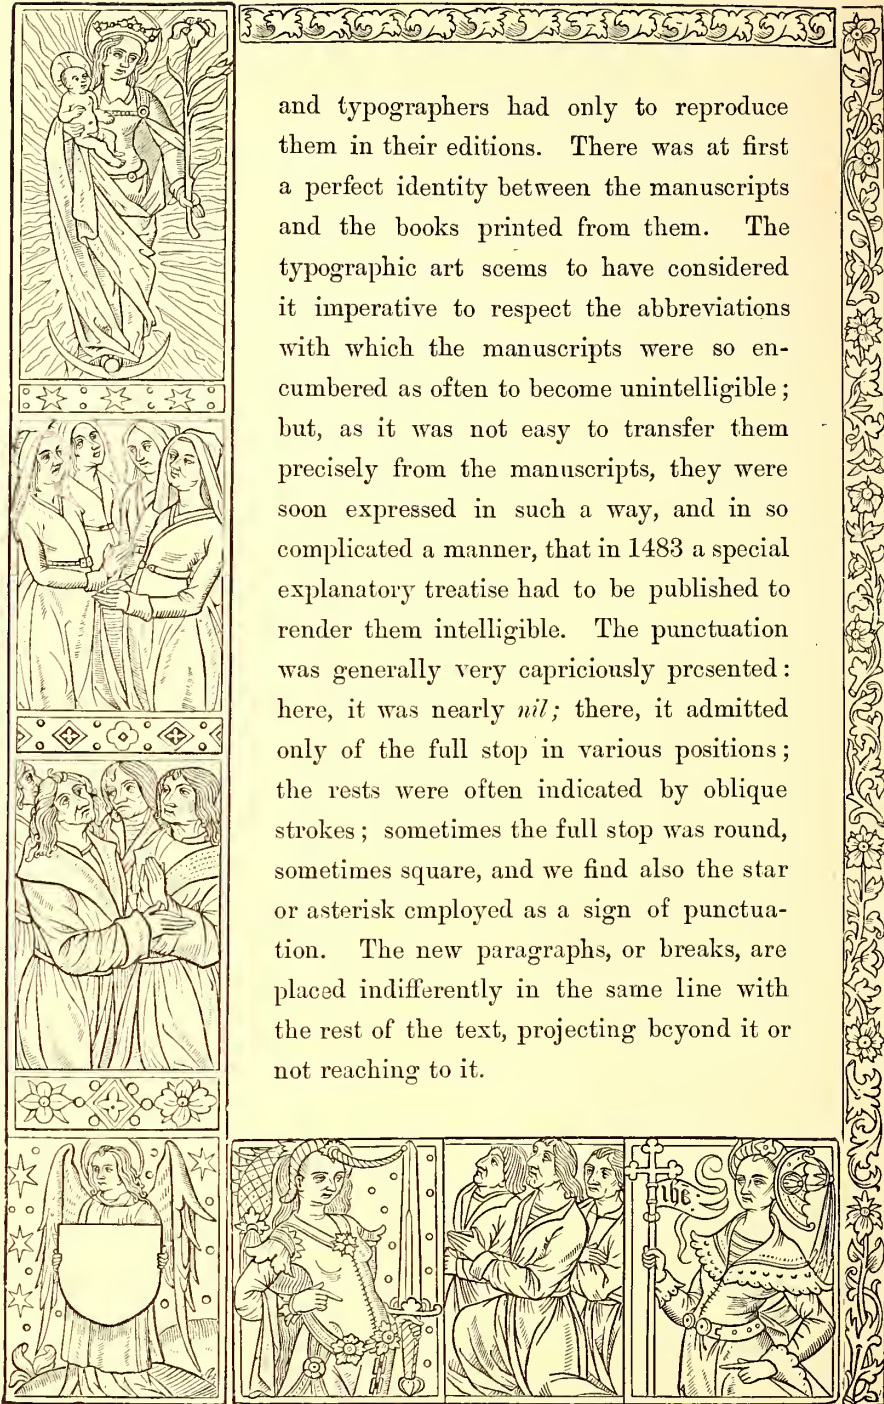 and typographers had only to reproduce
them in their editions. There was at first
a perfect identity between the manuscripts
and the books printed from them. The
typographic art seems to have considered
it imperative to respect the abbreviations
with which the manuscripts were so en-
cumbered as often to become unintelligible;
but, as it was not easy to transfer them
precisely from the manuscripts, they were
soon expressed in such a way, and in so
complicated a manner, that in 1483 a special
explanatory treatise had to be published to
render them intelligible. The punctuation
was generally very capriciously presented:
here, it was nearly nil; there, it admitted
only of the full stop in various positions;
the rests were often indicated by oblique
strokes; sometimes the full stop was round,
sometimes square, and we find also the star
or asterisk employed as a sign of punctua-
tion. The new paragraphs, or breaks, are
placed indifferently in the same line with
the rest of the text, projecting beyond it or
not reaching to it.
ihe